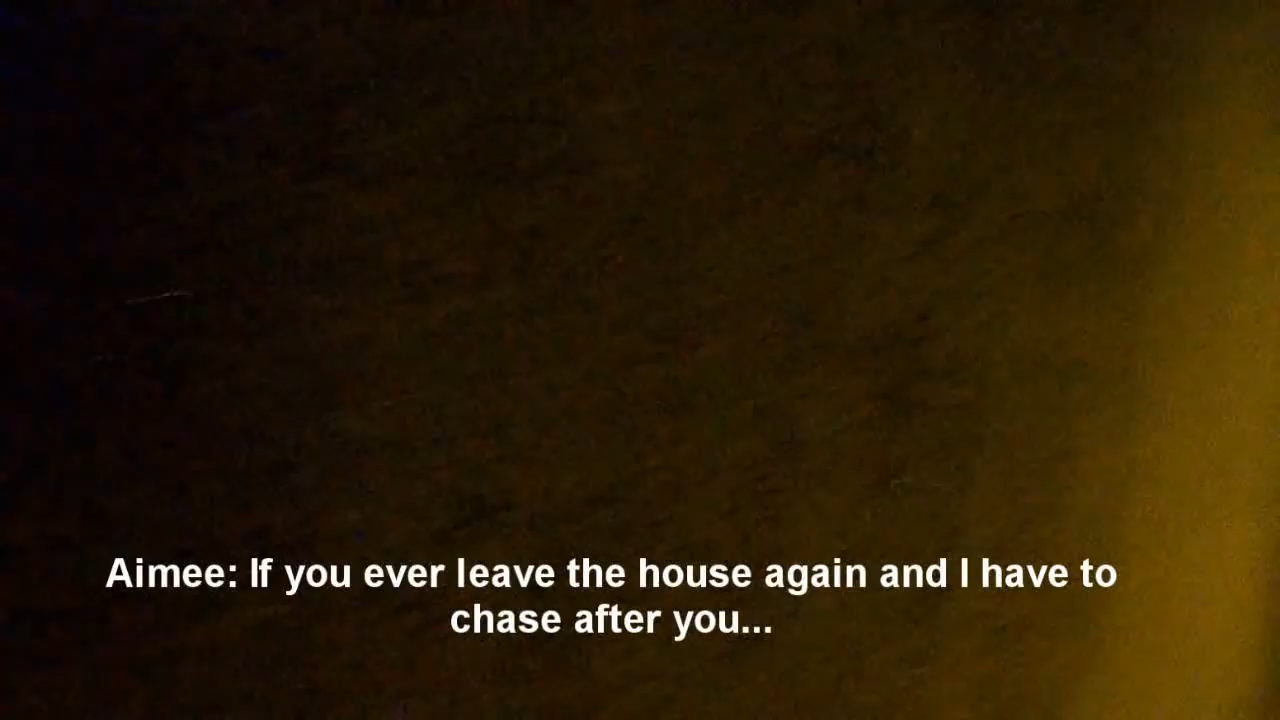 Aimee: If you ever leave the house again and I have to
chase after you...